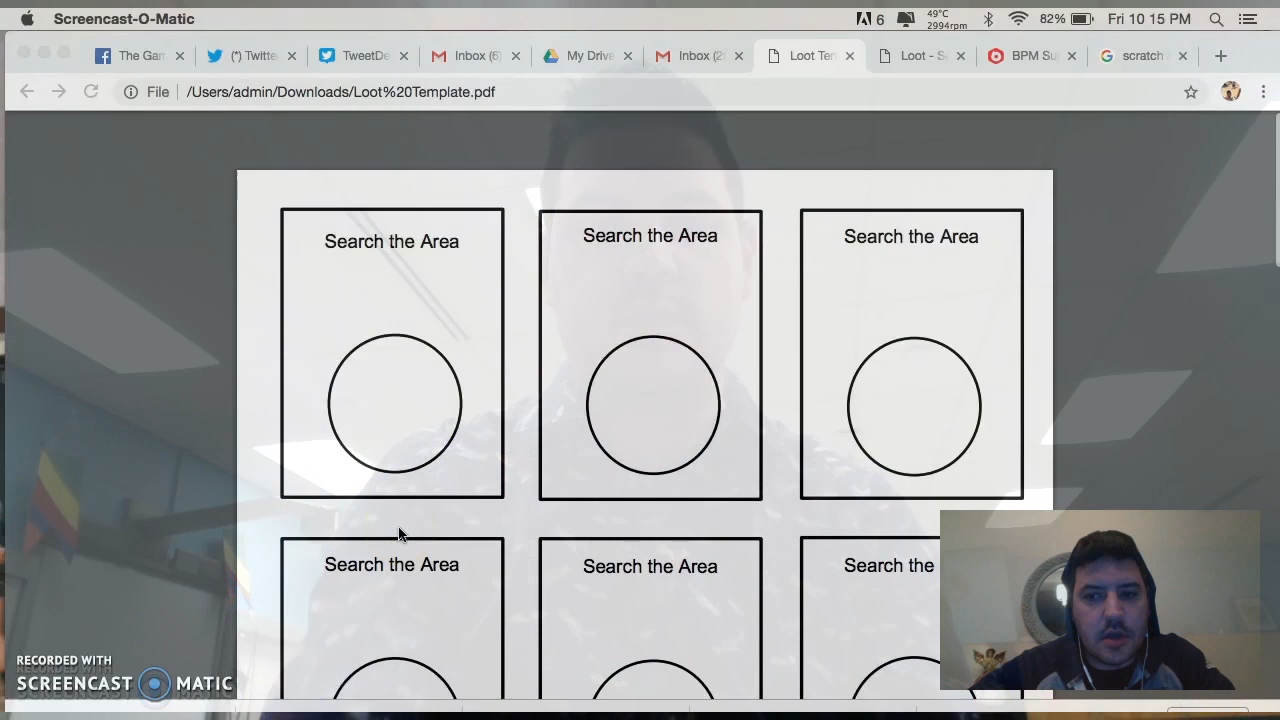 Screencast-O-Matic
6
49°C
2994rpm
82%
Fri 10 15 PM
The Gam
(*) Twitte
TweetDe
Inbox (6)
My Drive
Inbox (2
Loot Tem
Loot - S
BPM Su
scratch
File
/Users/admin/Downloads/Loot%20Template.pdf
Search the Area
Search the Area
Search the Area
Search the Area
Search the Area
Search the
RECORDED WITH
SCREENCAST MATIC